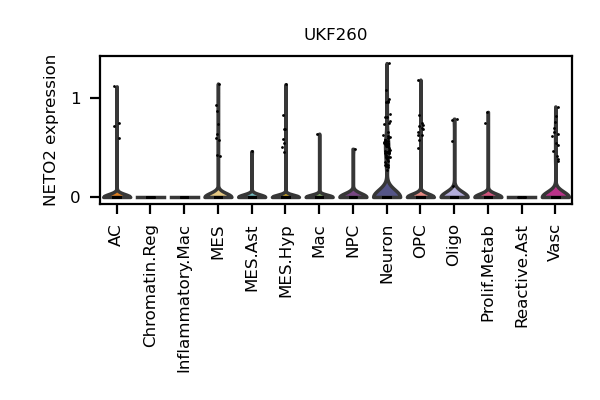 UKF260
NETO2 expression
1
0
AC
Chromatin.Reg
Inflammatory.Mac
MES
MES.Ast
MES.Hyp
Mac
NPC
Neuron
OPC
Oligo
Prolif.Metab
Reactive.Ast
Vasc